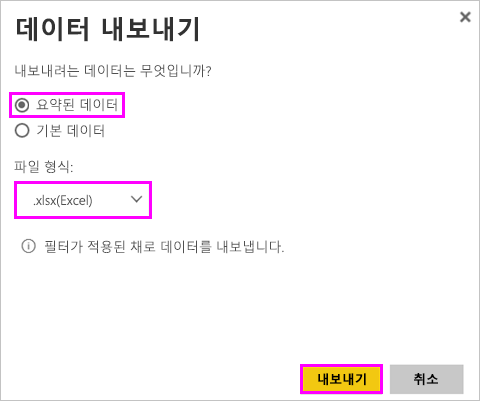 데이터 내보내기
내보내려는 데이터는 무엇입니까?
요약된 데이터
기본 데이터
파일 형식:
.xlsx(Excel)
필터가 적용된 채로 데이터를 내보냅니다.
내보내기 취소